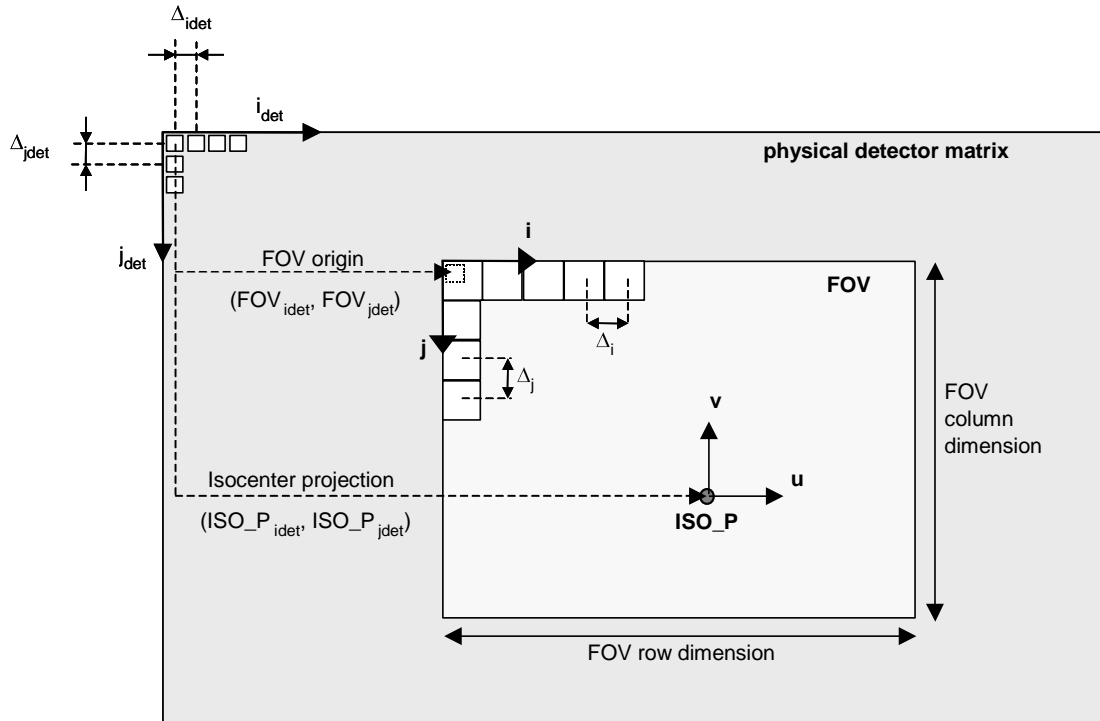 Δidet
idet
Δjdet
physical detector matrix
jdet
i
FOV origin
FOV
(FOVidet, FOVjdet)
j
Δi
Δj
FOV
column
dimension
v
Isocenter projection
u
(ISO_Pidet, ISO_Pjdet)
ISO_P
FOV row dimension